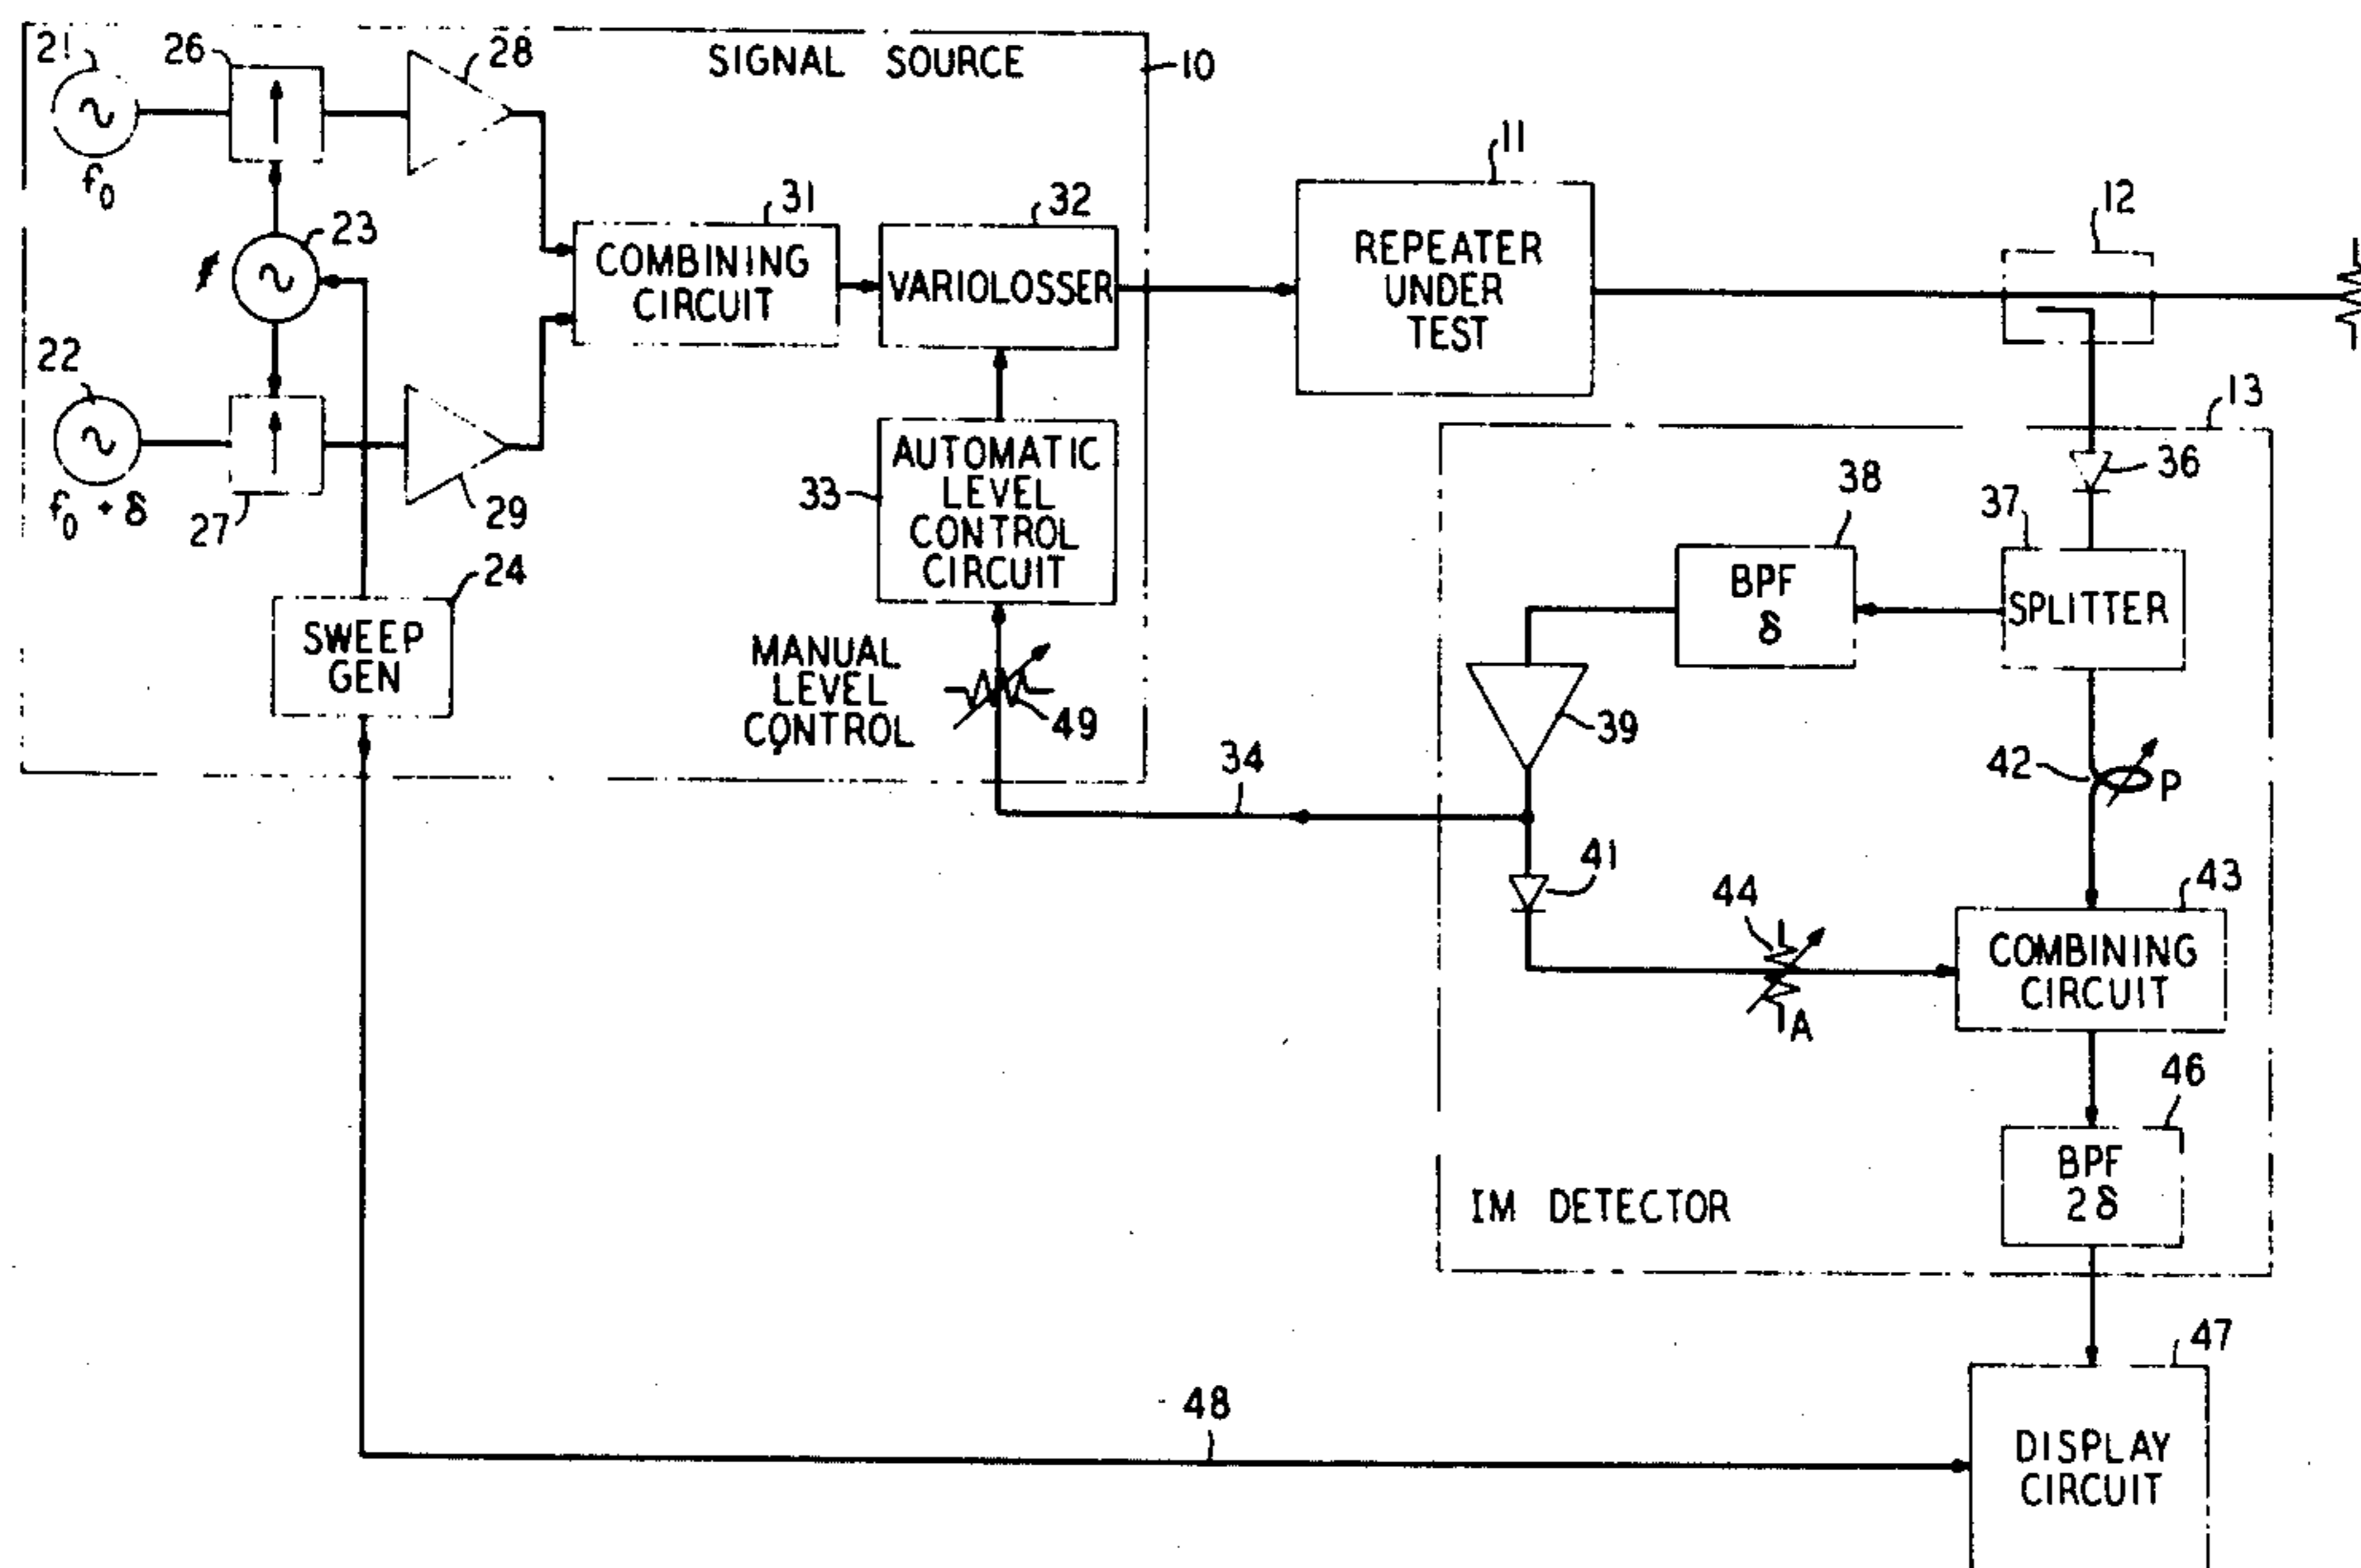 21
26
28
SIGNAL SOURCE
10
f0
23
f
31
COMBINING
CIRCUIT
32
VARIOLOSSER
11
REPEATER
UNDER
TEST
12
22
f0 + δ
27
29
33
AUTOMATIC
LEVEL
CONTROL
CIRCUIT
24
SWEEP
GEN
MANUAL
LEVEL
CONTROL
49
34
13
36
37
SPLITTER
38
BPF
δ
39
42
P
41
44
A
43
COMBINING
CIRCUIT
46
BPF
2δ
IM DETECTOR
47
DISPLAY
CIRCUIT
48